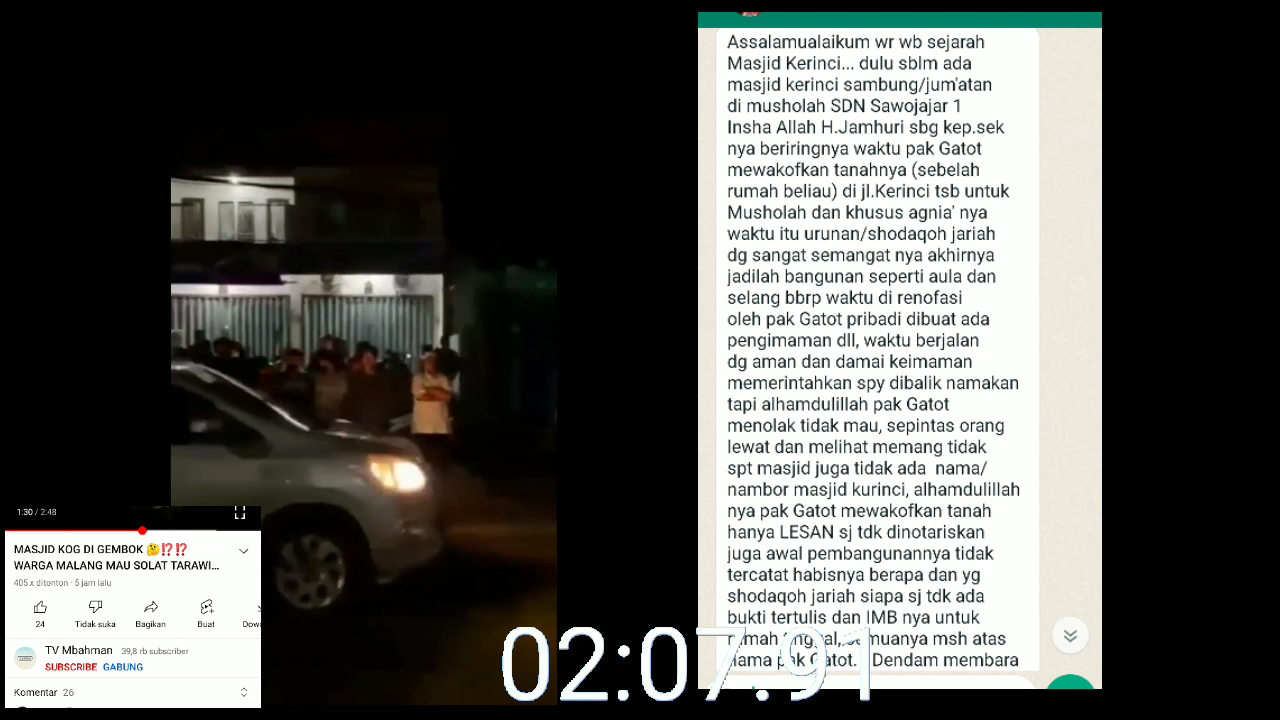 Assalamualaikum wr wb sejarah
Masjid Kerinci... dulu sblm ada
masjid kerinci sambung/jum'atan
di musholah SDN Sawojajar 1
Insha Allah H.Jamhuri sbg kep.sek
nya beriringnya waktu pak Gatot
mewakofkan tanahnya (sebelah
rumah beliau) di jl.Kerinci tsb untuk
Musholah dan khusus agnia' nya
waktu itu urunan/shodaqoh jariah
dg sangat semangat nya akhirnya
jadilah bangunan seperti aula dan
selang bbrp waktu di renofasi
oleh pak Gatot pribadi dibuat ada
pengimaman dll, waktu berjalan
dg aman dan damai keimaman
memerintahkan spy dibalik namakan
tapi alhamdulillah pak Gatot
menolak tidak mau, sepintas orang
lewat dan melihat memang tidak
spt masjid juga tidak ada nama/
nambor masjid kurinci, alhamdulillah
nya pak Gatot mewakofkan tanah
hanya LESAN sj tdk dinotariskan
juga awal pembangunannya tidak
tercatat habisnya berapa dan yg
shodaqoh jariah siapa sj tdk ada
bukti tertulis dan IMB nya untuk
rumah tinggal, semuanya msh atas
nama pak Gatot. Dendam membara
1:30 / 2:48
MASJID KOG DI GEMBOK 🤔⁉️⁉️
WARGA MALANG MAU SOLAT TARAWI...
405 x ditonton · 5 jam lalu
24 Tidak suka Bagikan Buat Down
TV Mbahman 39,8 rb subscriber
SUBSCRIBE GABUNG
Komentar 26
02:07.91